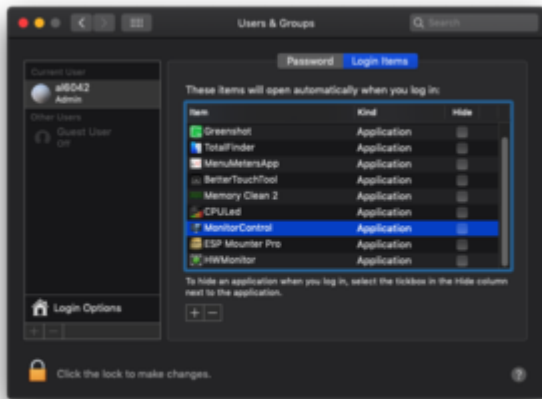 Users & Groups
Search
Password
Login Items
Current User
al6042
Admin
Other Users
Guest User
Off
Login Options
These items will open automatically when you log in:
Item Kind Hide
Greenshot Application
TotalFinder Application
MenuMetersApp Application
BetterTouchTool Application
Memory Clean 2 Application
CPULed Application
MonitorControl Application
ESP Mounter Pro Application
HWMonitor Application
To hide an application when you log in, select the tickbox in the Hide column
next to the application.
Click the lock to make changes.
?